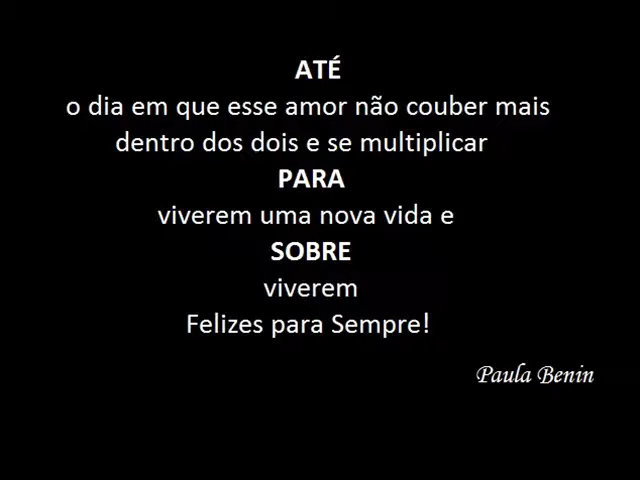 ATÉ
o dia em que esse amor não couber mais
dentro dos dois e se multiplicar
PARA
viverem uma nova vida e
SOBRE
viverem
Felizes para Sempre!
Paula Benin